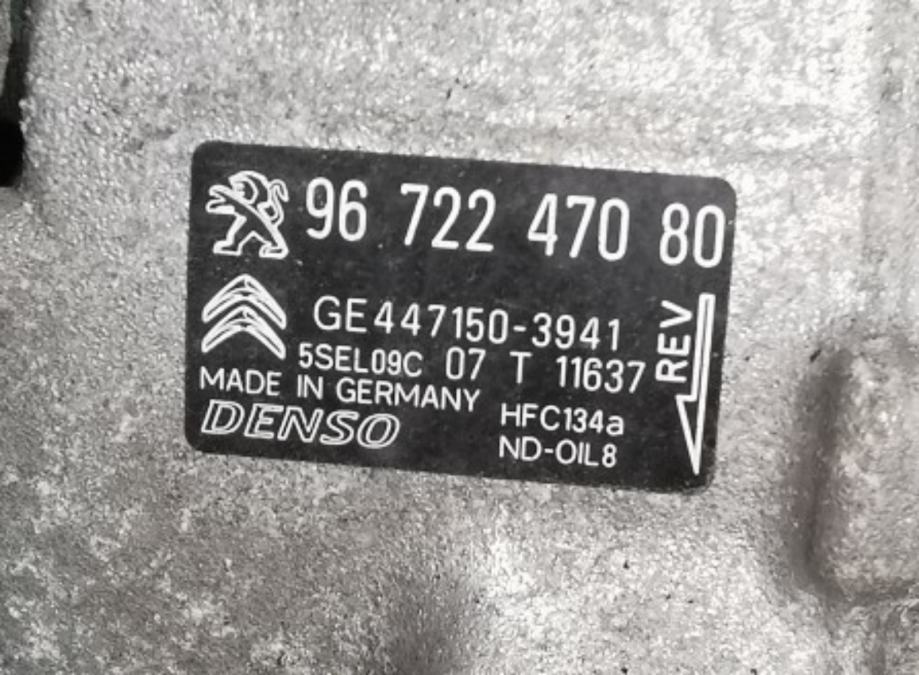 96 722 470 80
GE447150-3941
5SEL09C 07 T 11637
REV
MADE IN GERMANY
DENSO
HFC134a
ND-OIL8